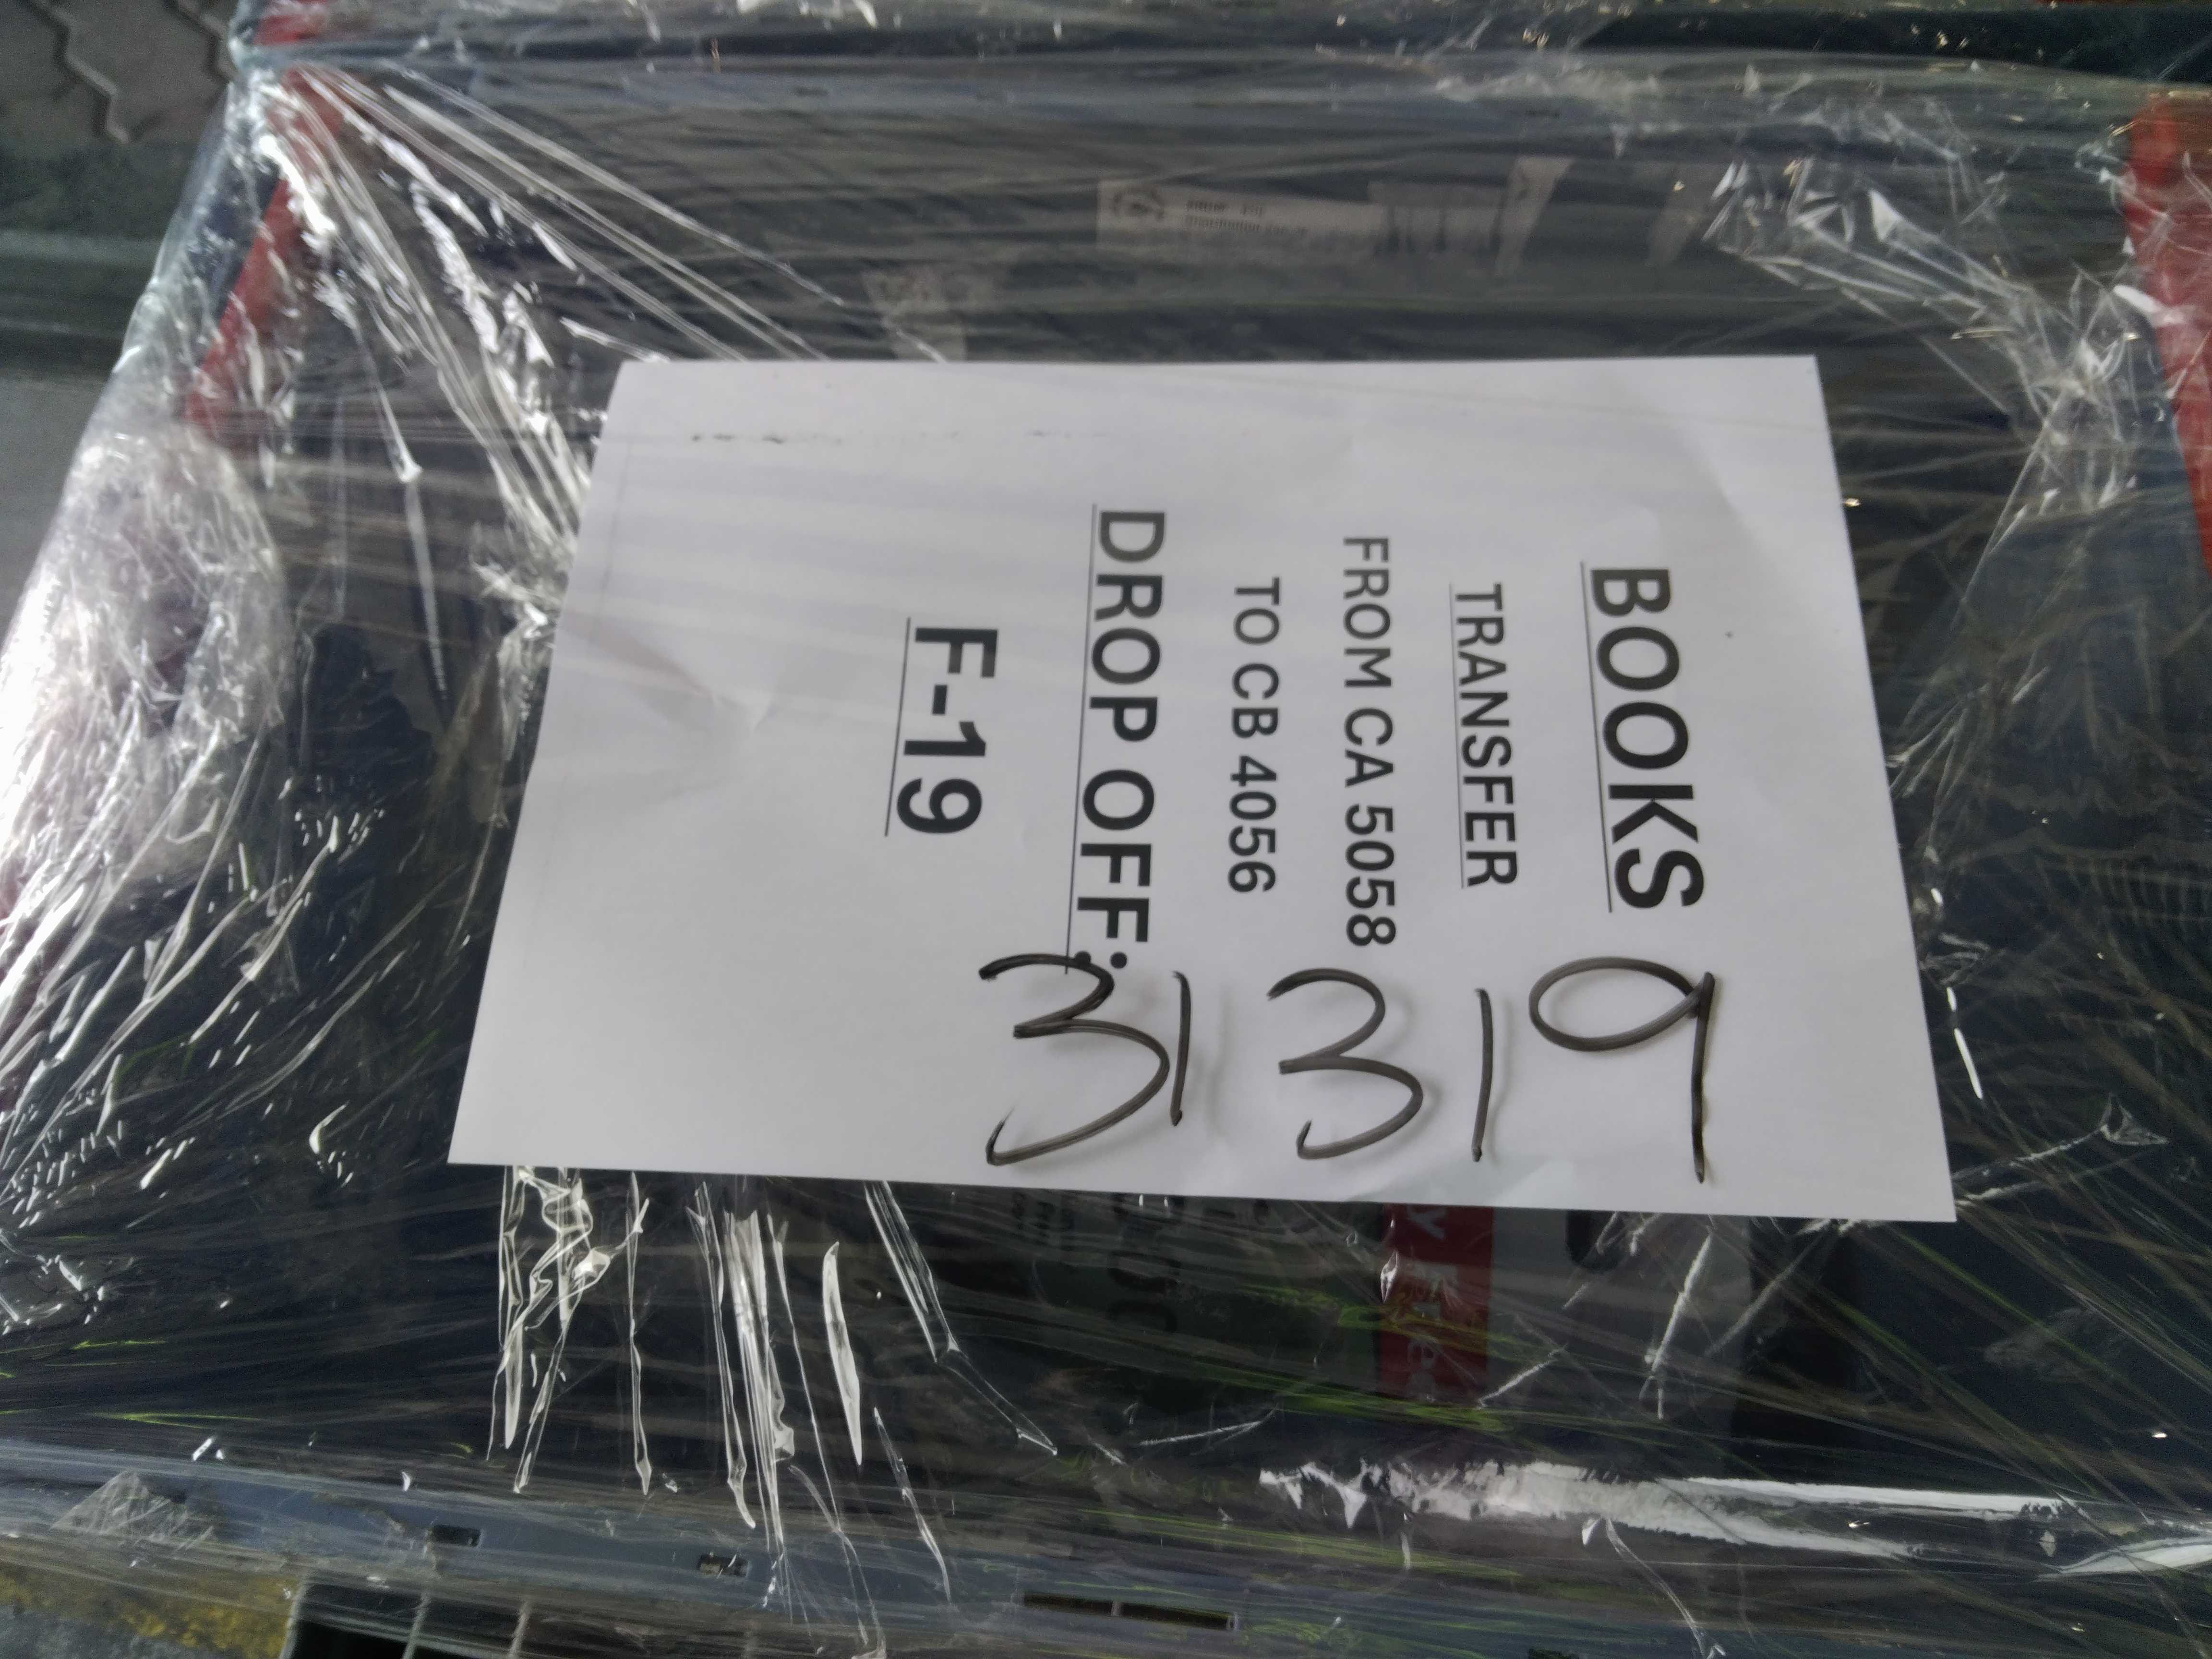 BOOKS
TRANSFER
FROM CA 5058
TO CB 4056
DROP OFF:
F-19
31319